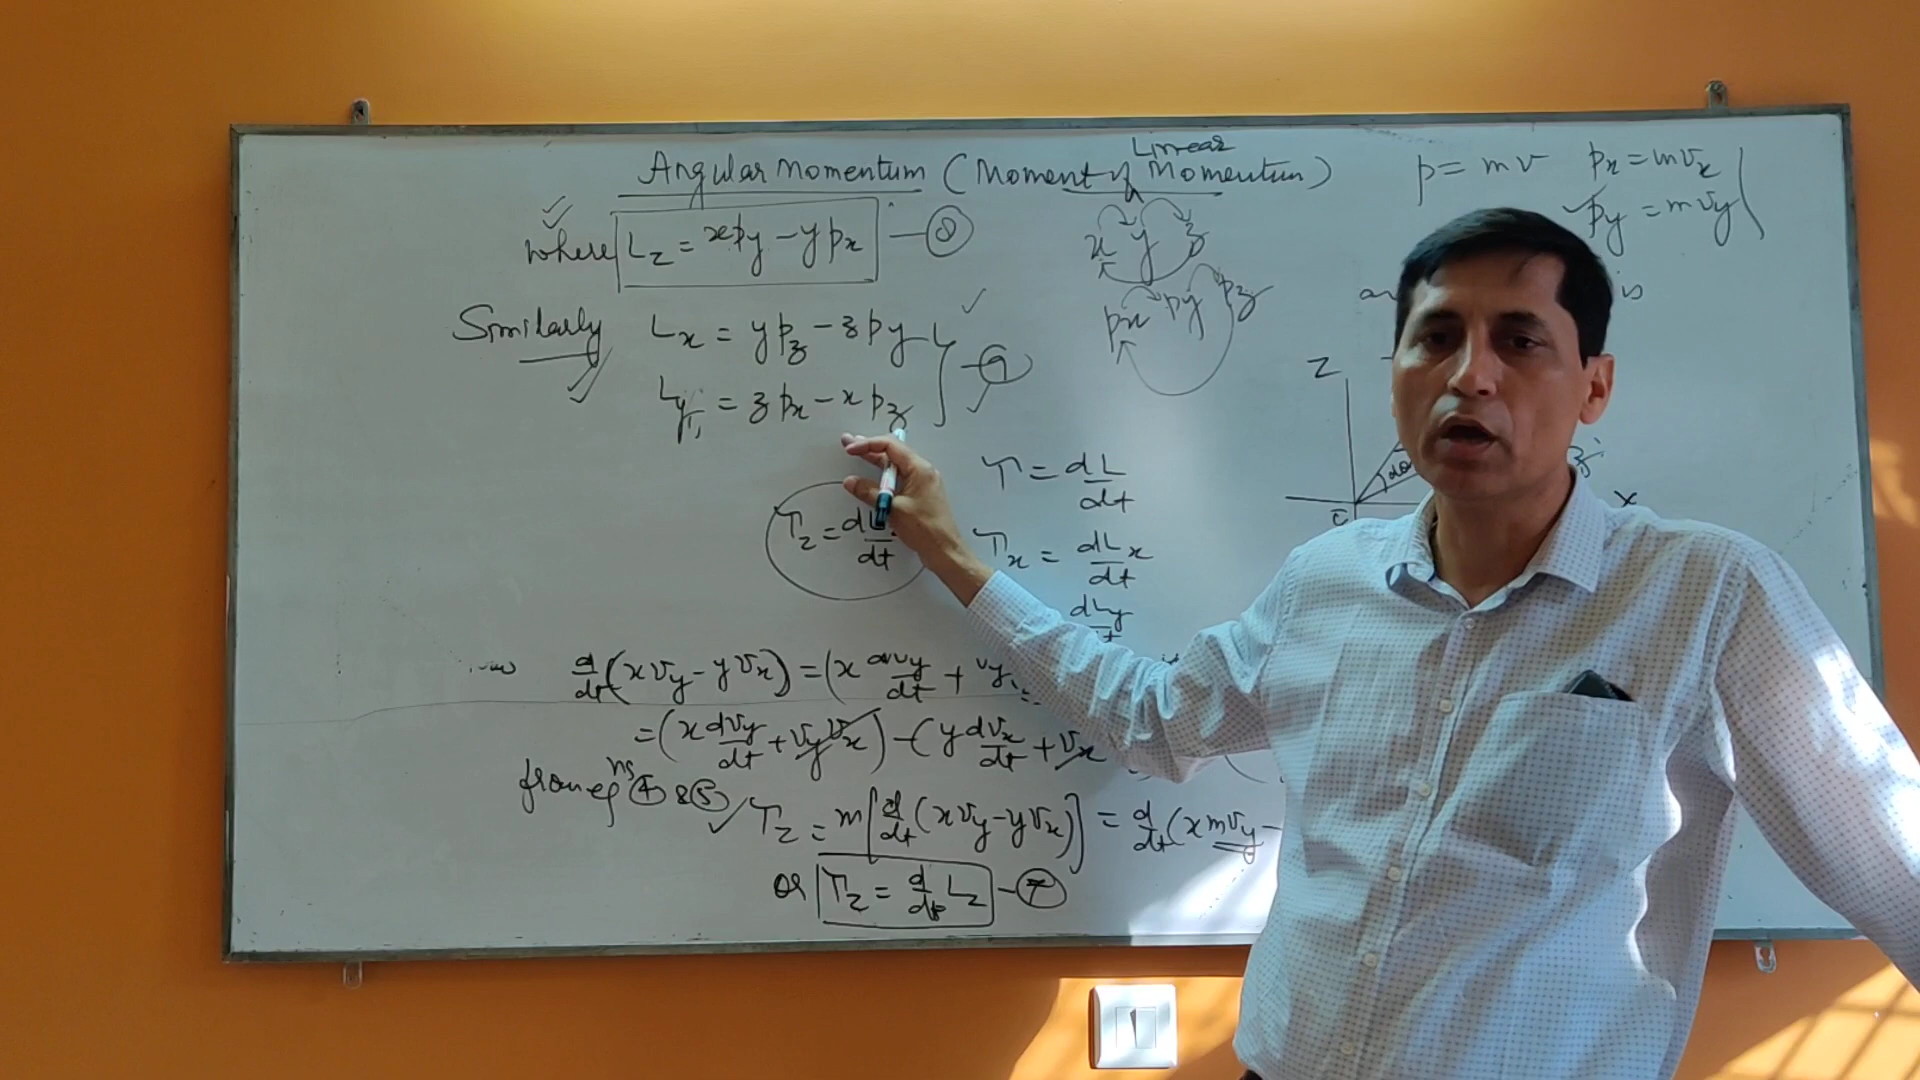 Angular Momentum (Moment of Linear Momentum)
p = mv px = mvx
py = mvy
where Lz = xpy - ypx — 8
x y z
px py pz
is
Similarly Lx = ypz - zpy
Ly = zpx - xpz
— 9
Z
X
τ = dL/dt
τz = dL/dt
τx = dLx/dt
dLy
d/dt(xvy - yvx) = (x dvy/dt + vy
= (x dvy/dt + vyvx) - (y dvx/dt + vx
from eqns 4 & 5
τz = m[d/dt(xvy - yvx)] = d/dt(xmvy -
or τz = d/dt Lz — 7